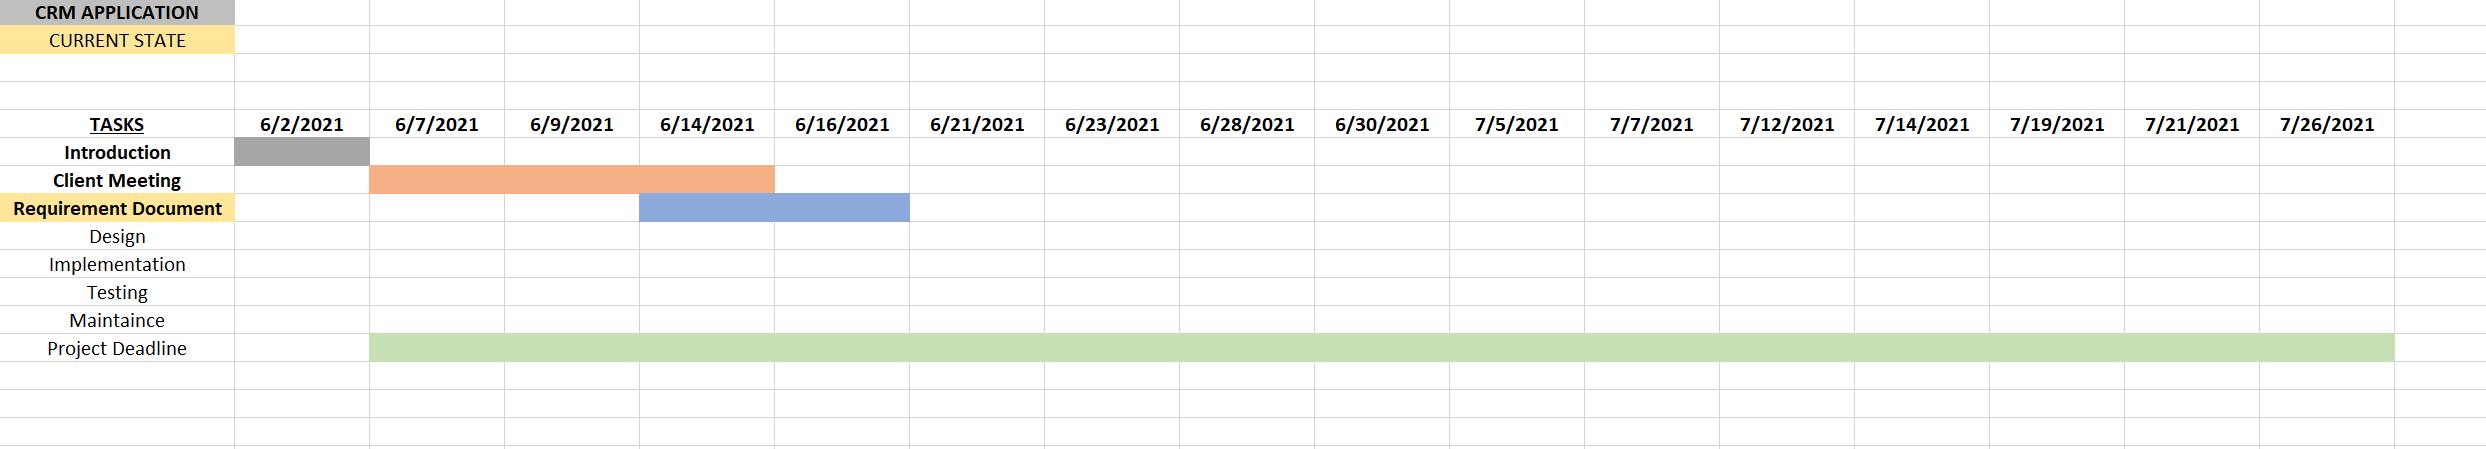 CRM APPLICATION
CURRENT STATE
TASKS 6/2/2021 6/7/2021 6/9/2021 6/14/2021 6/16/2021 6/21/2021 6/23/2021 6/28/2021 6/30/2021 7/5/2021 7/7/2021 7/12/2021 7/14/2021 7/19/2021 7/21/2021 7/26/2021
Introduction
Client Meeting
Requirement Document
Design
Implementation
Testing
Maintaince
Project Deadline